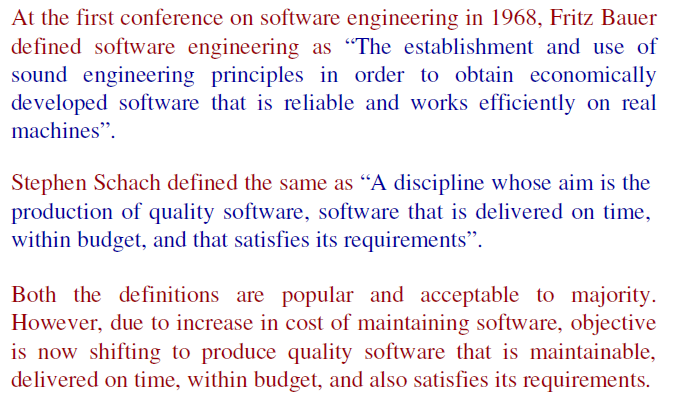 At the first conference on software engineering in 1968, Fritz Bauer
defined software engineering as “The establishment and use of
sound engineering principles in order to obtain economically
developed software that is reliable and works efficiently on real
machines”.
Stephen Schach defined the same as “A discipline whose aim is the
production of quality software, software that is delivered on time,
within budget, and that satisfies its requirements”.
Both the definitions are popular and acceptable to majority.
However, due to increase in cost of maintaining software, objective
is now shifting to produce quality software that is maintainable,
delivered on time, within budget, and also satisfies its requirements.